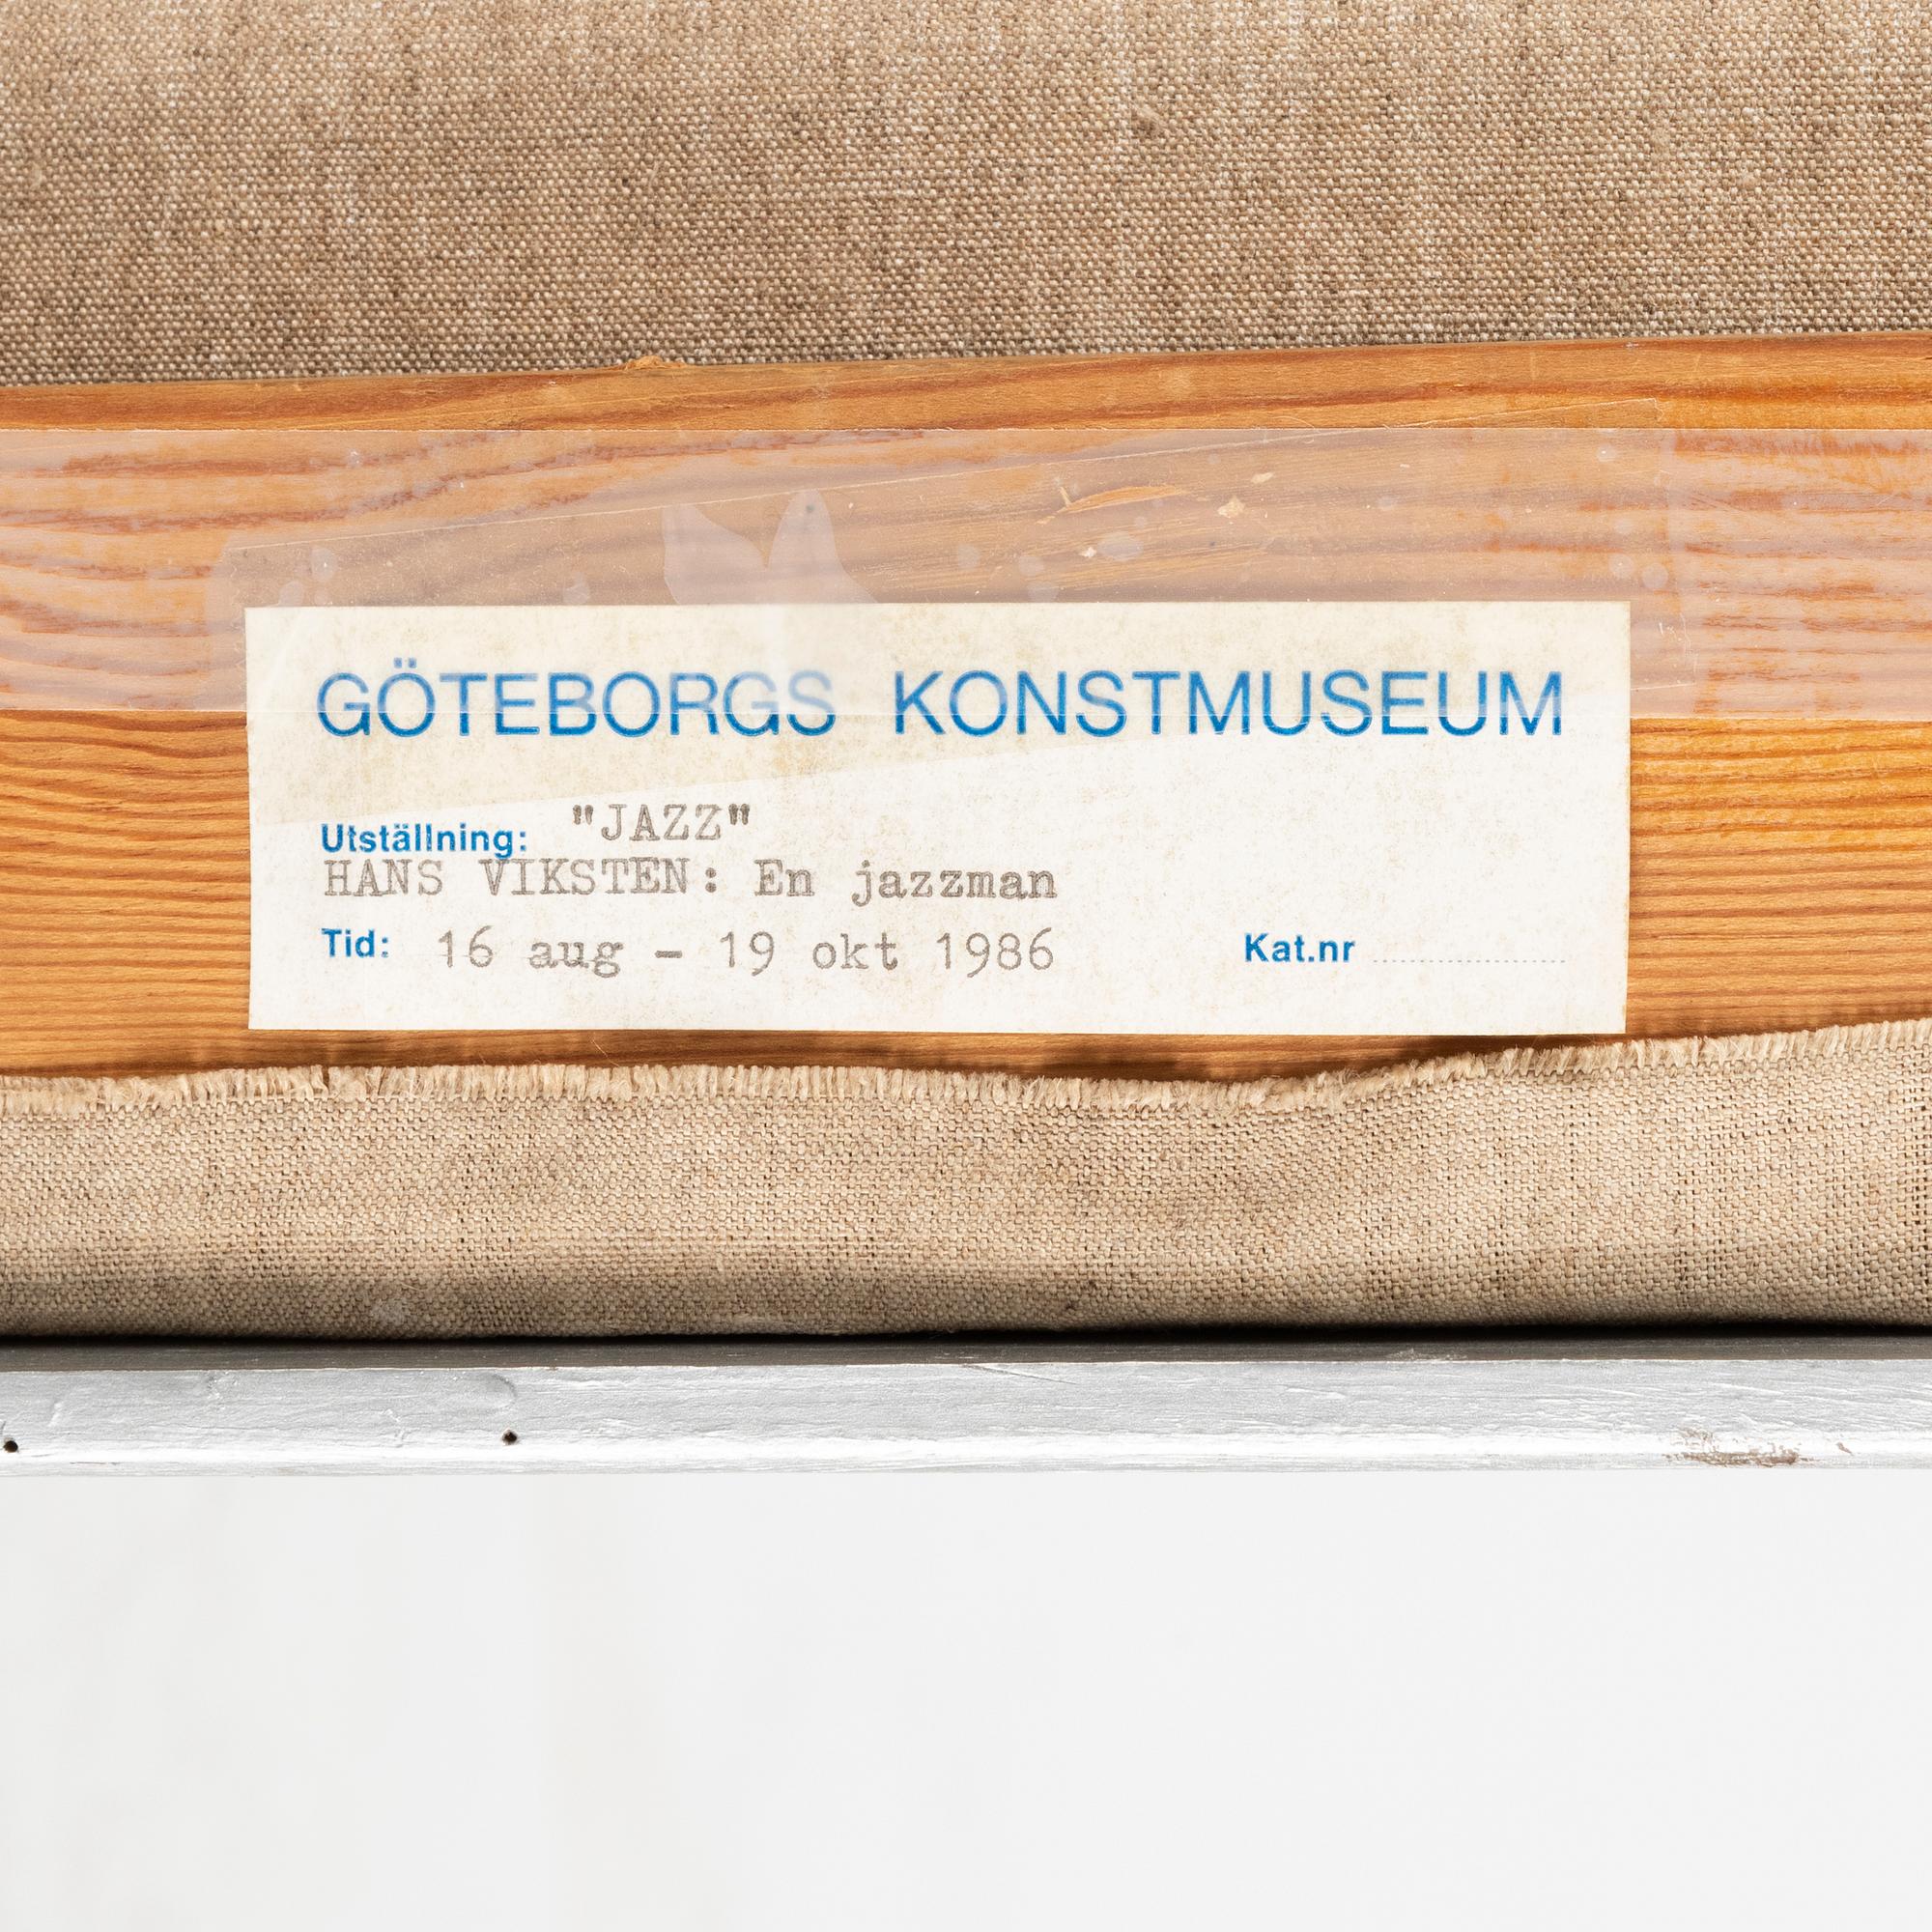 GÖTEBORGS KONSTMUSEUM
Utställning: "JAZZ"
HANS VIKSTEN: En jazzman
Tid: 16 aug - 19 okt 1986 Kat.nr